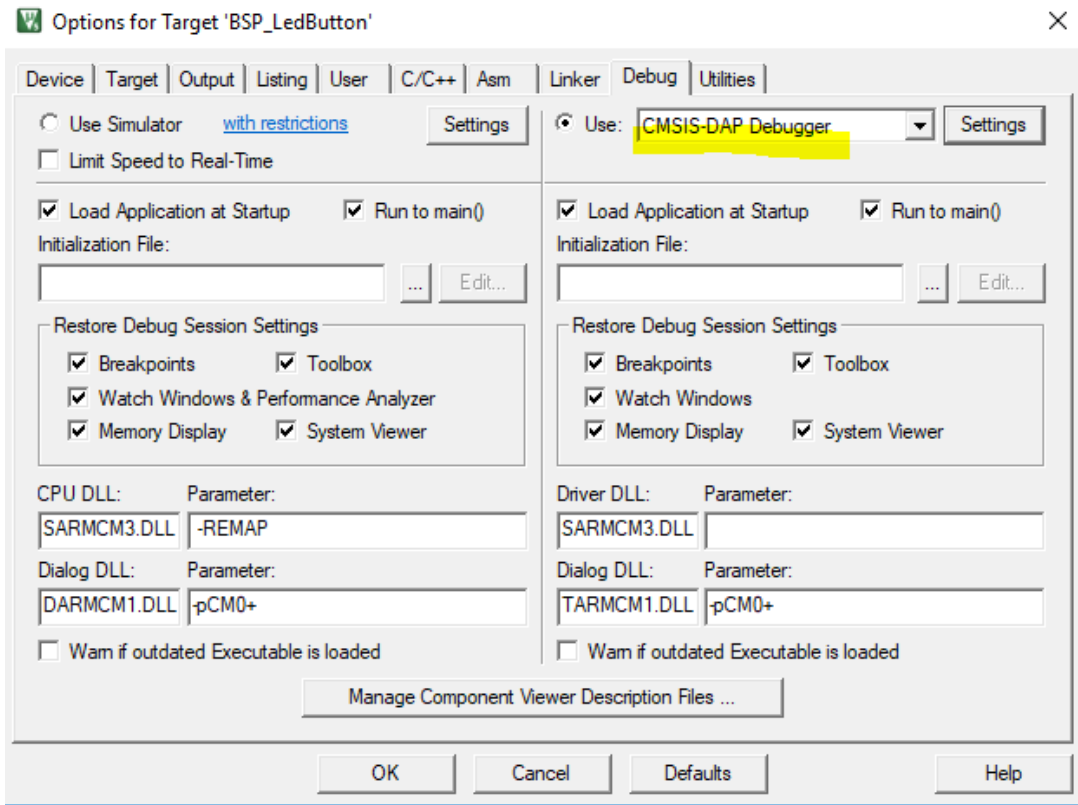 Options for Target 'BSP_LedButton'
Device Target Output Listing User C/C++ Asm Linker Debug Utilities
Use Simulator with restrictions Settings
Limit Speed to Real-Time
Load Application at Startup Run to main()
Initialization File:
... Edit...
Restore Debug Session Settings
Breakpoints Toolbox
Watch Windows & Performance Analyzer
Memory Display System Viewer
CPU DLL: Parameter:
SARMCM3.DLL -REMAP
Dialog DLL: Parameter:
DARMCM1.DLL -pCM0+
Warn if outdated Executable is loaded
Use: CMSIS-DAP Debugger Settings
Load Application at Startup Run to main()
Initialization File:
... Edit...
Restore Debug Session Settings
Breakpoints Toolbox
Watch Windows
Memory Display System Viewer
Driver DLL: Parameter:
SARMCM3.DLL
Dialog DLL: Parameter:
TARMCM1.DLL -pCM0+
Warn if outdated Executable is loaded
Manage Component Viewer Description Files ...
OK Cancel Defaults Help